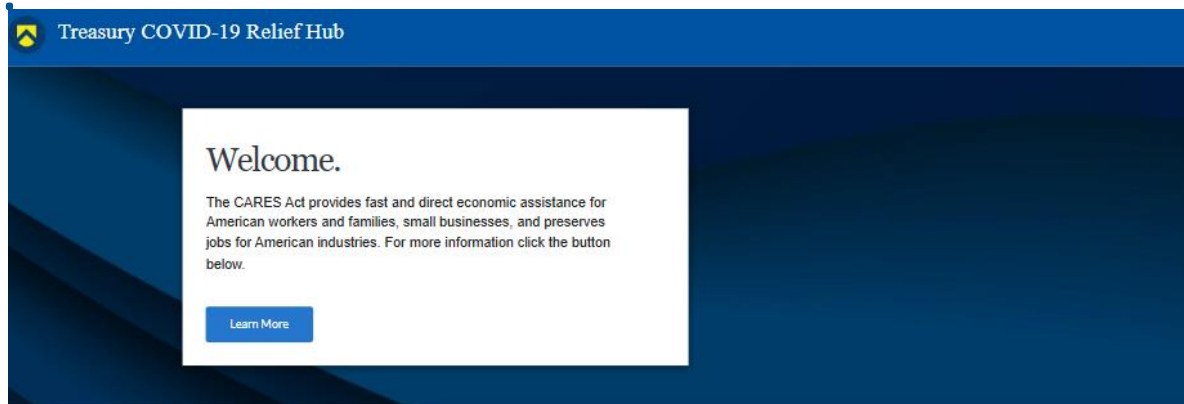 Treasury COVID-19 Relief Hub
Welcome.
The CARES Act provides fast and direct economic assistance for
American workers and families, small businesses, and preserves
jobs for American industries. For more information click the button
below.
Learn More